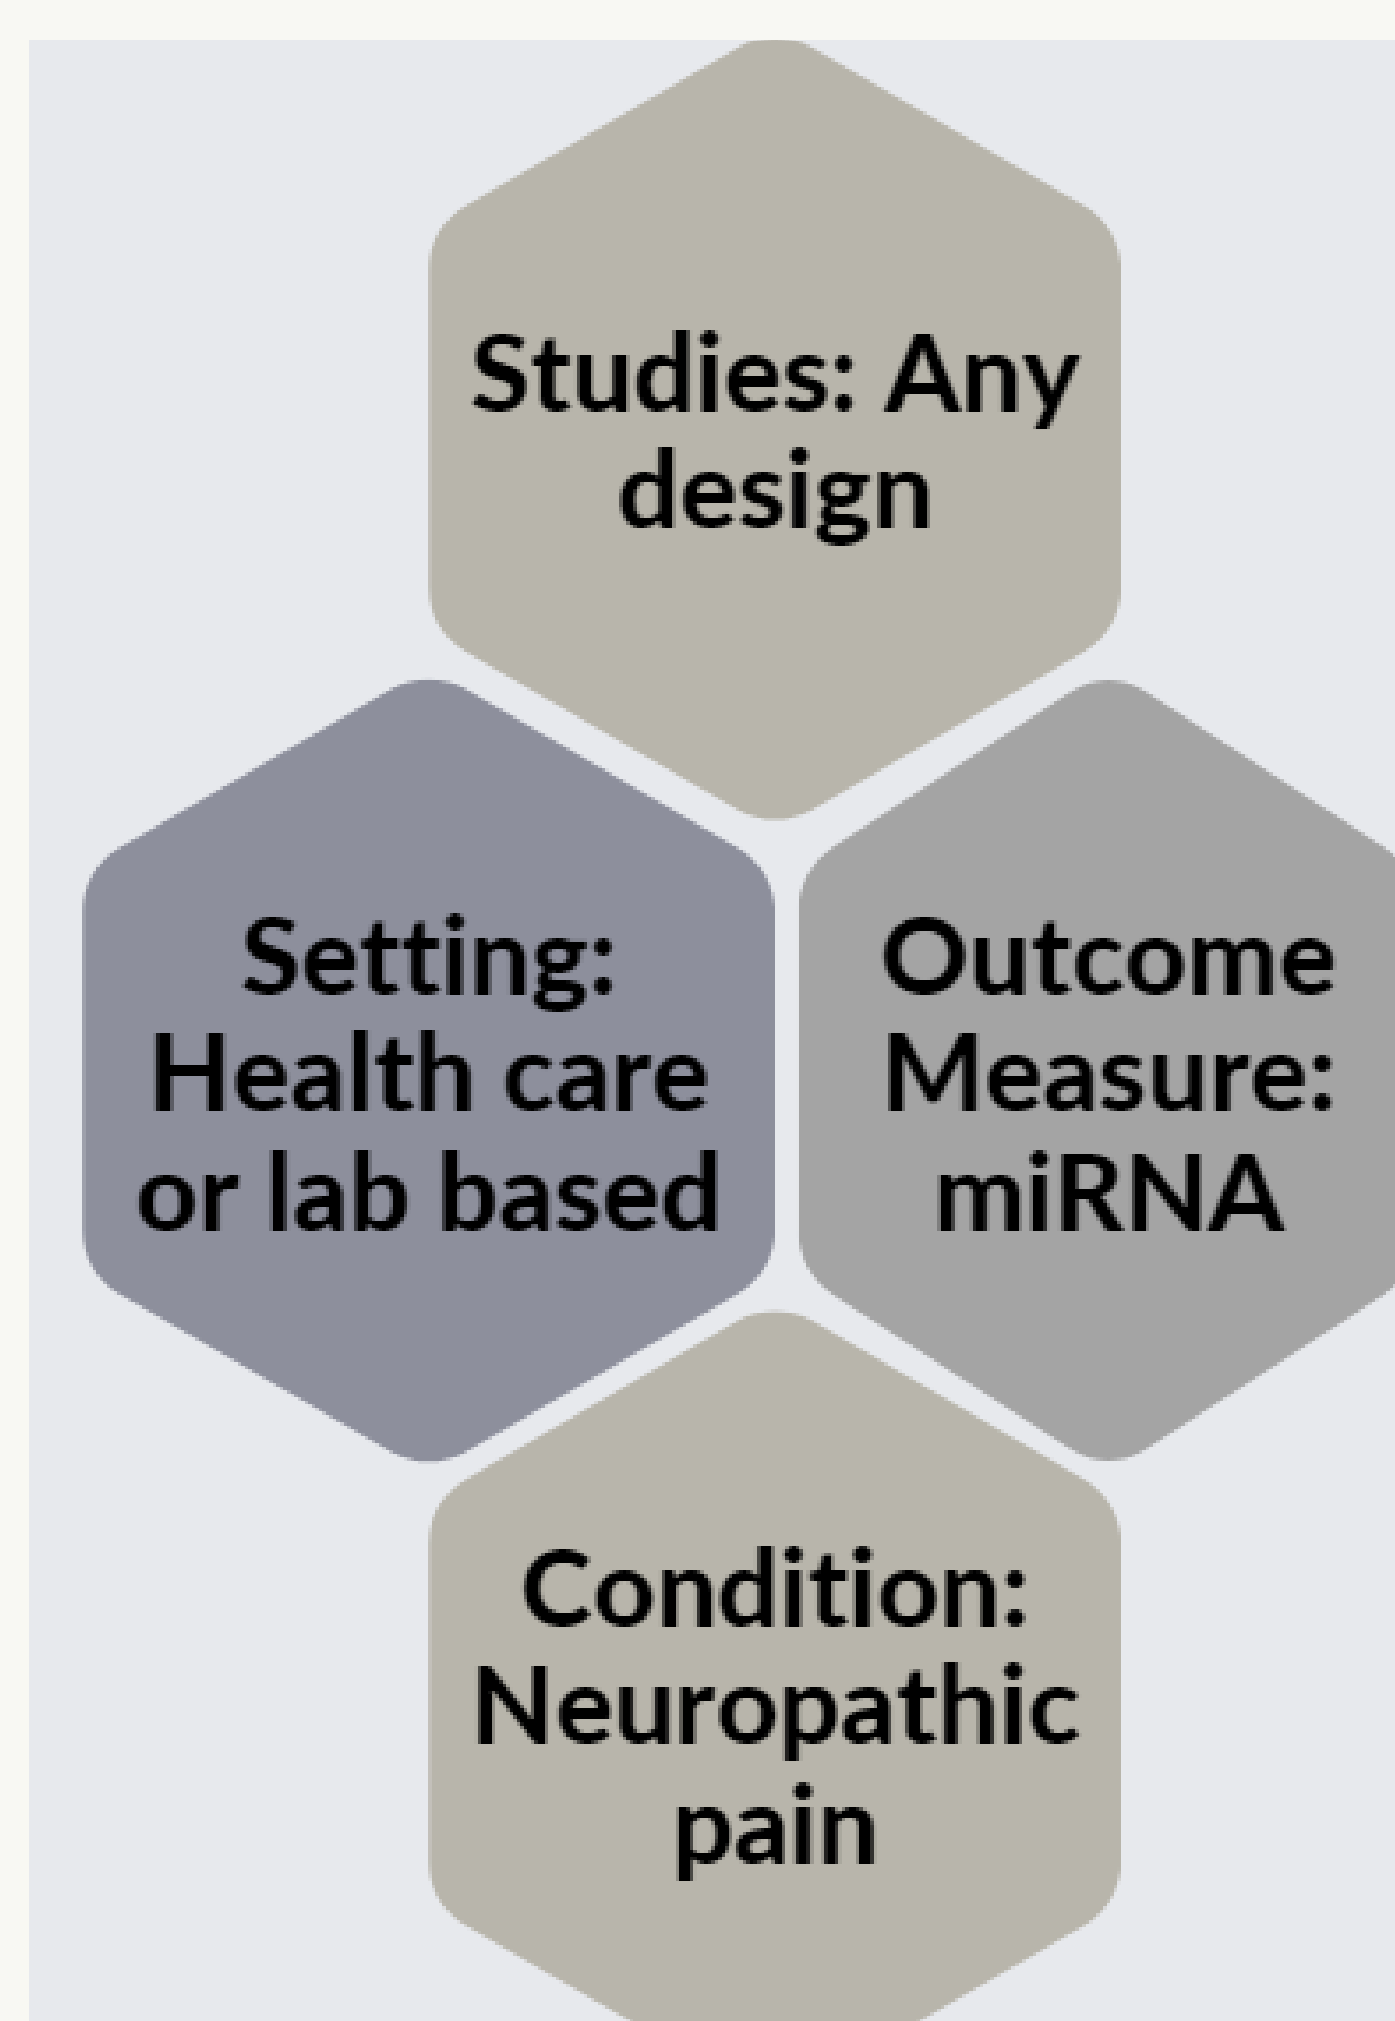 Studies: Any
design
Setting:
Health care
or lab based
Outcome
Measure:
miRNA
Condition:
Neuropathic
pain